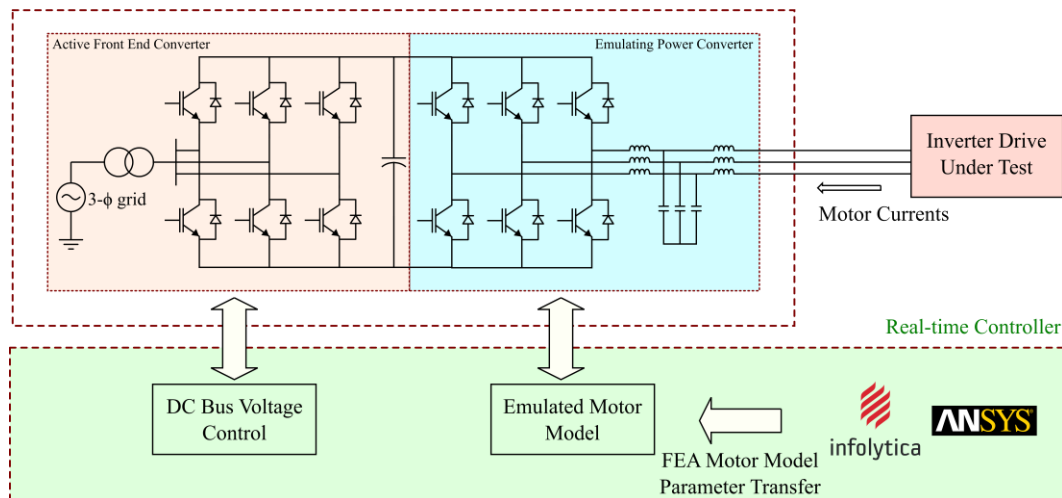 Active Front End Converter
Emulating Power Converter
3-ϕ grid
Inverter Drive
Under Test
Motor Currents
Real-time Controller
DC Bus Voltage
Control
Emulated Motor
Model
FEA Motor Model
Parameter Transfer
infolytica
ANSYS